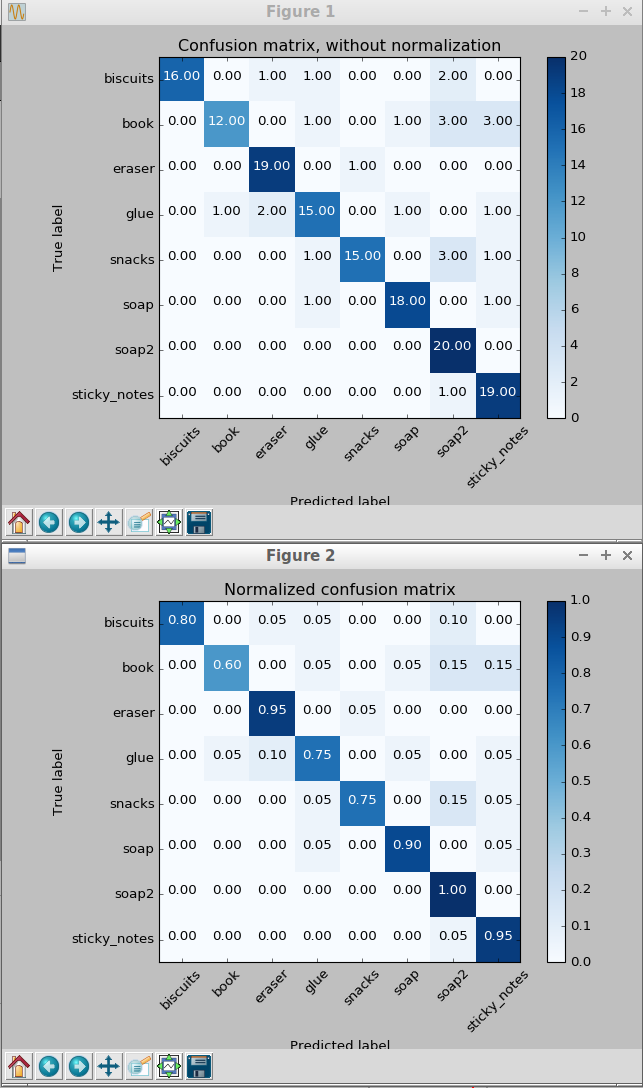 Figure 1
Confusion matrix, without normalization
biscuits 16.00 0.00 1.00 1.00 0.00 0.00 2.00 0.00
book 0.00 12.00 0.00 1.00 0.00 1.00 3.00 3.00
eraser 0.00 0.00 19.00 0.00 1.00 0.00 0.00 0.00
glue 0.00 1.00 2.00 15.00 0.00 1.00 0.00 1.00
snacks 0.00 0.00 0.00 1.00 15.00 0.00 3.00 1.00
soap 0.00 0.00 0.00 1.00 0.00 18.00 0.00 1.00
soap2 0.00 0.00 0.00 0.00 0.00 0.00 20.00 0.00
sticky_notes 0.00 0.00 0.00 0.00 0.00 0.00 1.00 19.00
True label
biscuits book eraser glue snacks soap soap2 sticky_notes
Predicted label
20
18
16
14
12
10
8
6
4
2
0
Figure 2
Normalized confusion matrix
biscuits 0.80 0.00 0.05 0.05 0.00 0.00 0.10 0.00
book 0.00 0.60 0.00 0.05 0.00 0.05 0.15 0.15
eraser 0.00 0.00 0.95 0.00 0.05 0.00 0.00 0.00
glue 0.00 0.05 0.10 0.75 0.00 0.05 0.00 0.05
snacks 0.00 0.00 0.00 0.05 0.75 0.00 0.15 0.05
soap 0.00 0.00 0.00 0.05 0.00 0.90 0.00 0.05
soap2 0.00 0.00 0.00 0.00 0.00 0.00 1.00 0.00
sticky_notes 0.00 0.00 0.00 0.00 0.00 0.00 0.05 0.95
True label
biscuits book eraser glue snacks soap soap2 sticky_notes
Predicted label
1.0
0.9
0.8
0.7
0.6
0.5
0.4
0.3
0.2
0.1
0.0